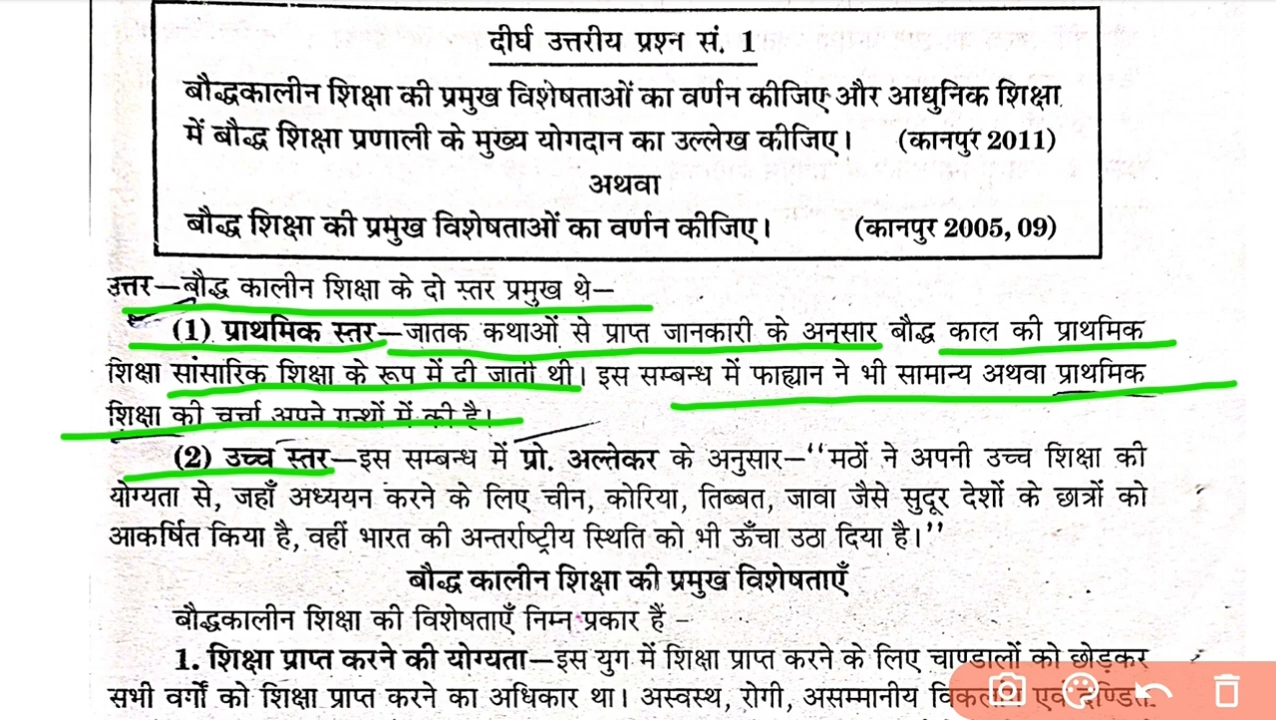 दीर्घ उत्तरीय प्रश्न सं. 1
बौद्धकालीन शिक्षा की प्रमुख विशेषताओं का वर्णन कीजिए और आधुनिक शिक्षा
में बौद्ध शिक्षा प्रणाली के मुख्य योगदान का उल्लेख कीजिए। (कानपुर 2011)
अथवा
बौद्ध शिक्षा की प्रमुख विशेषताओं का वर्णन कीजिए। (कानपुर 2005, 09)
उत्तर—बौद्ध कालीन शिक्षा के दो स्तर प्रमुख थे—
(1) प्राथमिक स्तर—जातक कथाओं से प्राप्त जानकारी के अनुसार बौद्ध काल की प्राथमिक
शिक्षा सांसारिक शिक्षा के रूप में दी जाती थी। इस सम्बन्ध में फाह्यान ने भी सामान्य अथवा प्राथमिक
शिक्षा की चर्चा अपने ग्रन्थों में की है।
(2) उच्च स्तर—इस सम्बन्ध में प्रो. अल्तेकर के अनुसार—“मठों ने अपनी उच्च शिक्षा की
योग्यता से, जहाँ अध्ययन करने के लिए चीन, कोरिया, तिब्बत, जावा जैसे सुदूर देशों के छात्रों को
आकर्षित किया है, वहीं भारत की अन्तर्राष्ट्रीय स्थिति को भी ऊँचा उठा दिया है।”
बौद्ध कालीन शिक्षा की प्रमुख विशेषताएँ
बौद्धकालीन शिक्षा की विशेषताएँ निम्न प्रकार हैं –
1. शिक्षा प्राप्त करने की योग्यता—इस युग में शिक्षा प्राप्त करने के लिए चाण्डालों को छोड़कर
सभी वर्गों को शिक्षा प्राप्त करने का अधिकार था। अस्वस्थ, रोगी, असम्मानीय विकलांग एवं दण्डित